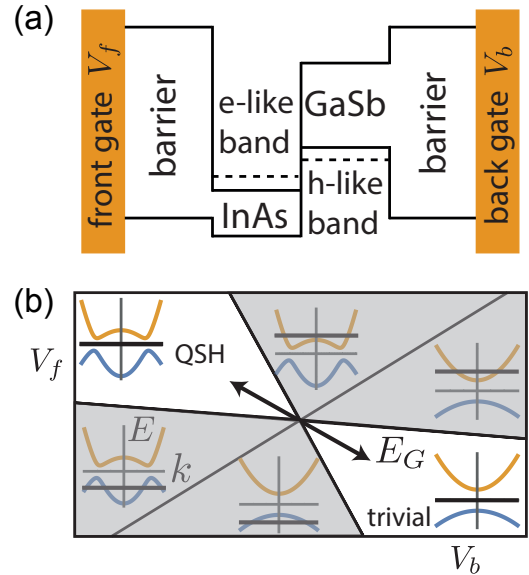 (a)
front gate V_f
barrier
e-like
band
InAs
GaSb
h-like
band
barrier
back gate V_b
(b)
V_f
QSH
E
k
E_G
trivial
V_b